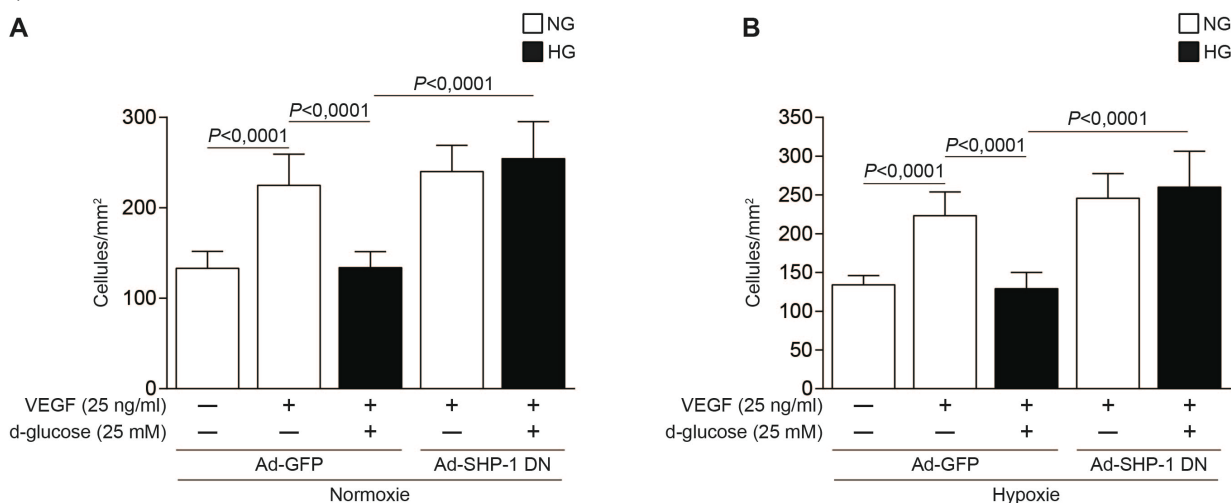 A
NG
HG
P<0,0001
P<0,0001
P<0,0001
300
200
100
0
Cellules/mm²
VEGF (25 ng/ml) — + + + +
d-glucose (25 mM) — — + — +
Ad-GFP Ad-SHP-1 DN
Normoxie
B
NG
HG
P<0,0001
P<0,0001
P<0,0001
350
300
250
200
150
100
50
0
Cellules/mm²
VEGF (25 ng/ml) — + + + +
d-glucose (25 mM) — — + — +
Ad-GFP Ad-SHP-1 DN
Hypoxie